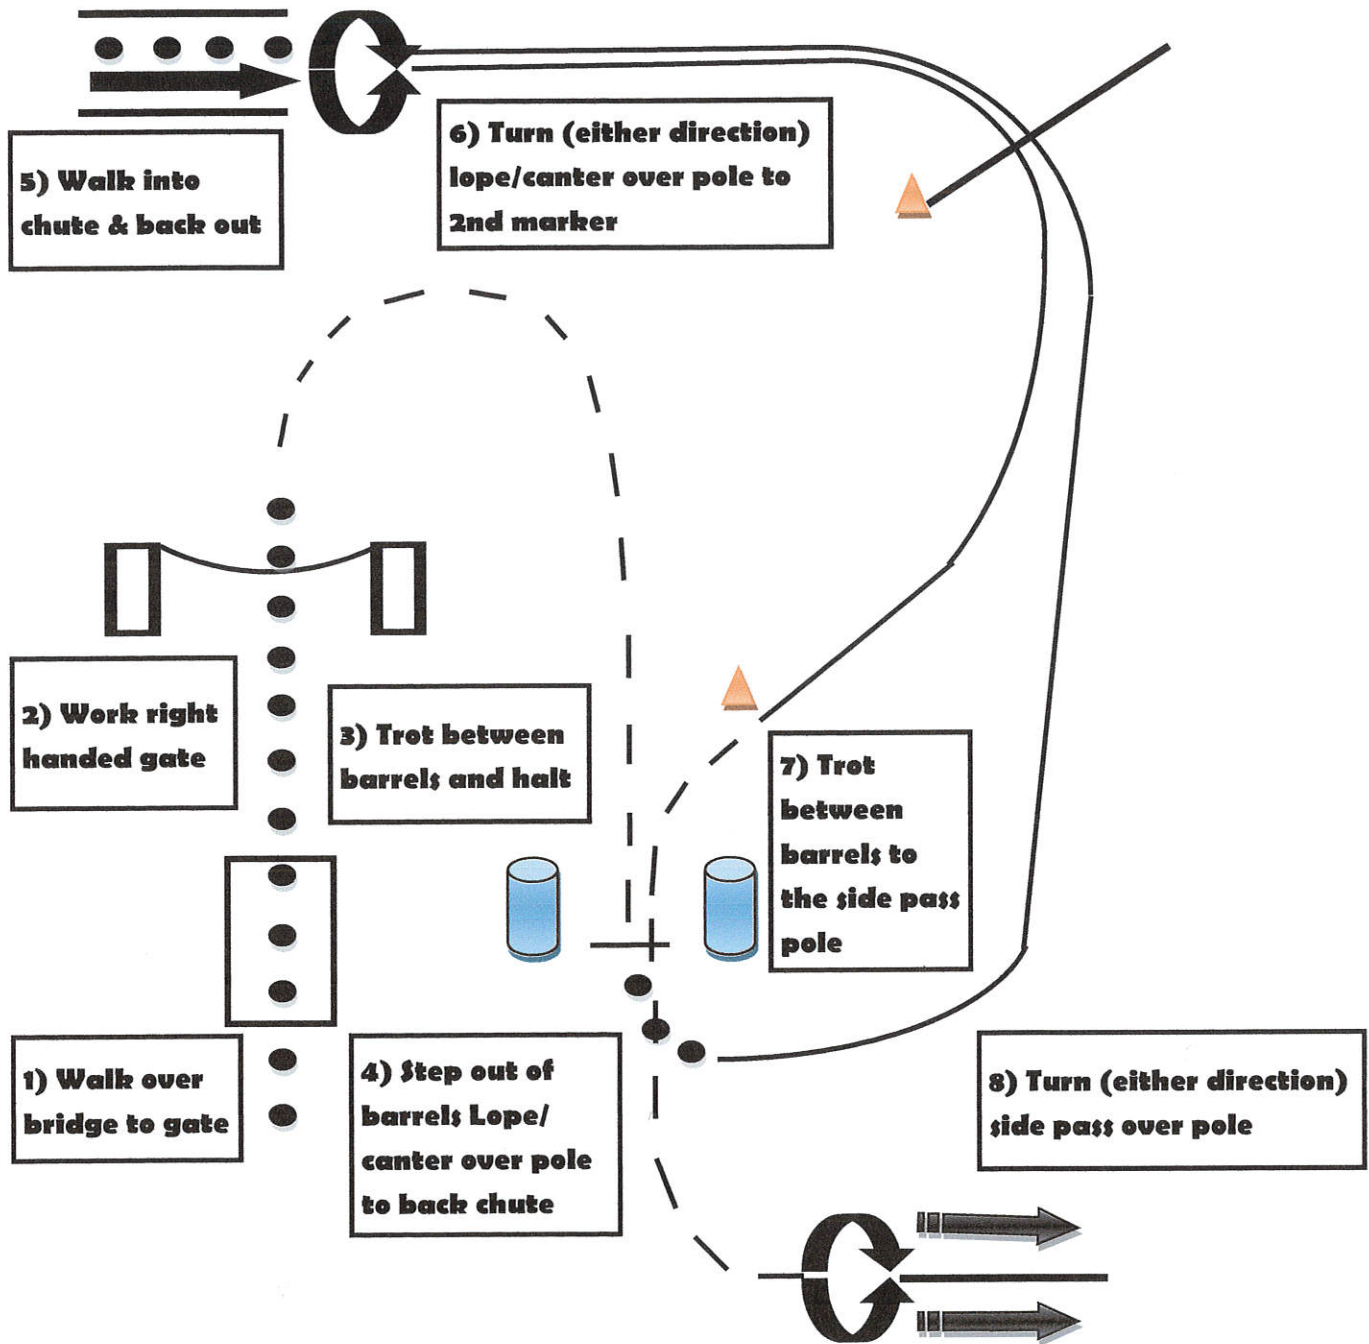 5) Walk into
chute & back out
6) Turn (either direction)
lope/canter over pole to
2nd marker
2) Work right
handed gate
3) Trot between
barrels and halt
7) Trot
between
barrels to
the side pass
pole
1) Walk over
bridge to gate
4) Step out of
barrels Lope/
canter over pole
to back chute
8) Turn (either direction)
side pass over pole